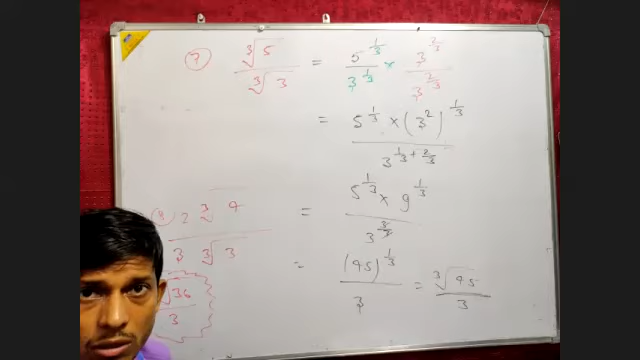 7) ∛5 / ∛3 = 5^(1/3) / 3^(1/3) × 3^(2/3) / 3^(2/3)
= 5^(1/3) × (3^2)^(1/3) / 3^(1/3 + 2/3)
= 5^(1/3) × 9^(1/3) / 3^(3/3)
2 ∛9 / 3 ∛3
= (45)^(1/3) / 3 = ∛45 / 3
√36 / 3